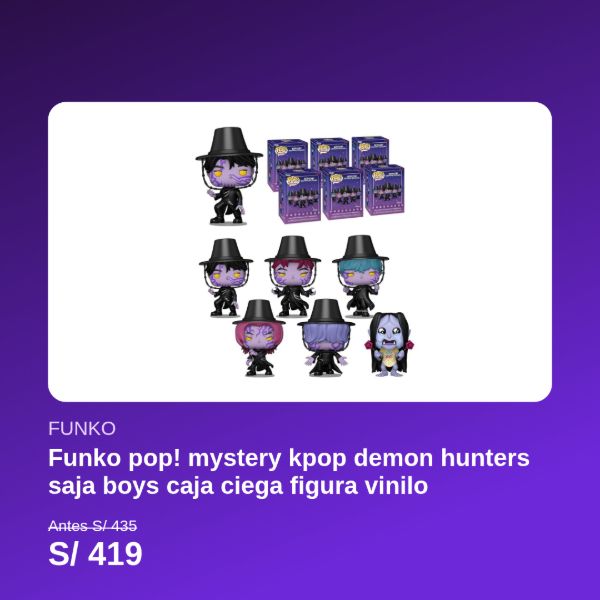 FUNKO
Funko pop! mystery kpop demon hunters
saja boys caja ciega figura vinilo
Antes S/ 435
S/ 419